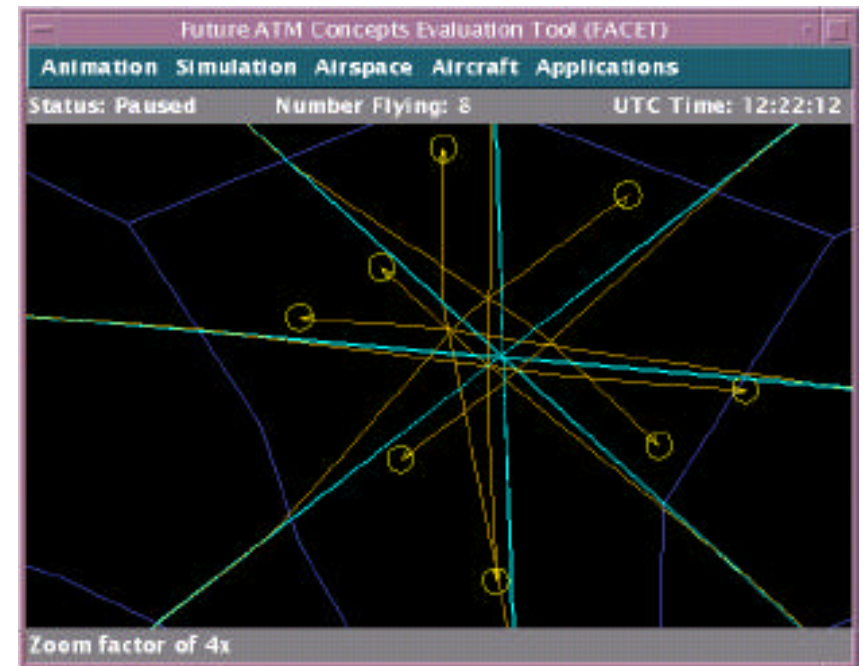 Future ATM Concepts Evaluation Tool (FACET)
Animation Simulation Airspace Aircraft Applications
Status: Paused Number Flying: 8 UTC Time: 12:22:12
Zoom factor of 4x